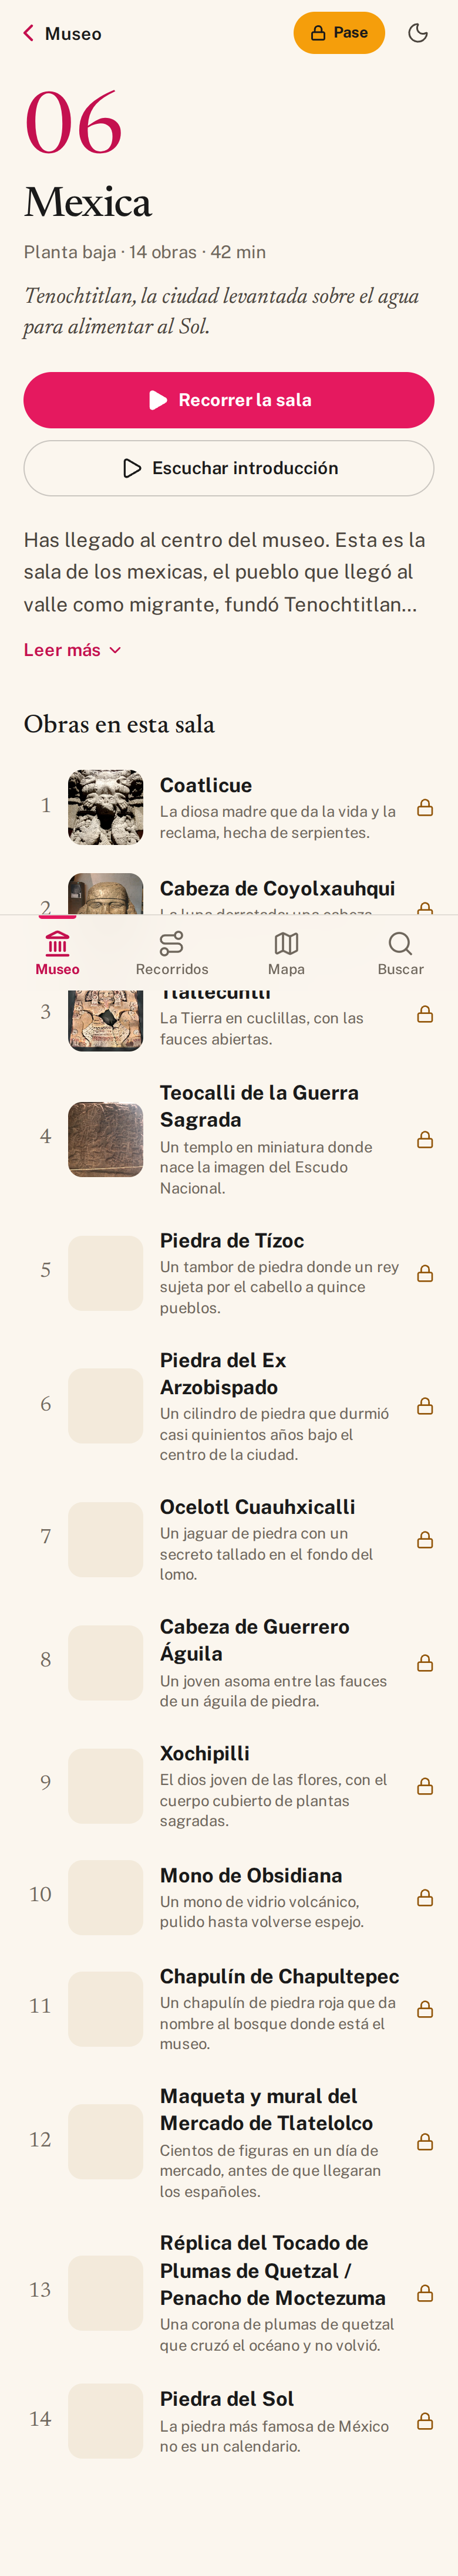 Museo
Pase
06
Mexica
Planta baja · 14 obras · 42 min
Tenochtitlan, la ciudad levantada sobre el agua
para alimentar al Sol.
Recorrer la sala
Escuchar introducción
Has llegado al centro del museo. Esta es la
sala de los mexicas, el pueblo que llegó al
valle como migrante, fundó Tenochtitlan...
Leer más
Obras en esta sala
1
Coatlicue
La diosa madre que da la vida y la
reclama, hecha de serpientes.
2
Cabeza de Coyolxauhqui
La luna derrotada: una cabeza
Museo
Recorridos
Mapa
Buscar
3
Tlaltecuhtli
La Tierra en cuclillas, con las
fauces abiertas.
4
Teocalli de la Guerra
Sagrada
Un templo en miniatura donde
nace la imagen del Escudo
Nacional.
5
Piedra de Tízoc
Un tambor de piedra donde un rey
sujeta por el cabello a quince
pueblos.
6
Piedra del Ex
Arzobispado
Un cilindro de piedra que durmió
casi quinientos años bajo el
centro de la ciudad.
7
Ocelotl Cuauhxicalli
Un jaguar de piedra con un
secreto tallado en el fondo del
lomo.
8
Cabeza de Guerrero
Águila
Un joven asoma entre las fauces
de un águila de piedra.
9
Xochipilli
El dios joven de las flores, con el
cuerpo cubierto de plantas
sagradas.
10
Mono de Obsidiana
Un mono de vidrio volcánico,
pulido hasta volverse espejo.
11
Chapulín de Chapultepec
Un chapulín de piedra roja que da
nombre al bosque donde está el
museo.
12
Maqueta y mural del
Mercado de Tlatelolco
Cientos de figuras en un día de
mercado, antes de que llegaran
los españoles.
13
Réplica del Tocado de
Plumas de Quetzal /
Penacho de Moctezuma
Una corona de plumas de quetzal
que cruzó el océano y no volvió.
14
Piedra del Sol
La piedra más famosa de México
no es un calendario.